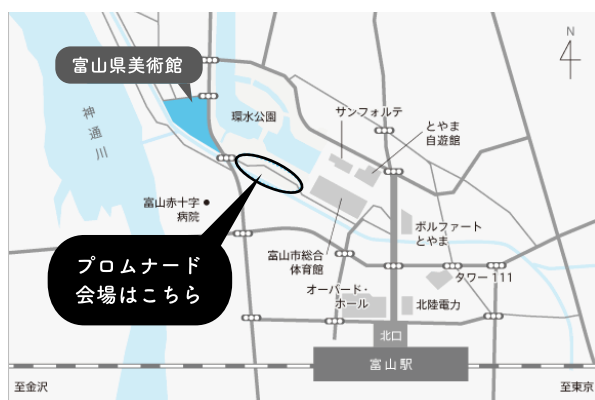 富山県美術館
N
神通川
環水公園
サンフォルテ
とやま
自遊館
富山赤十字
病院
ボルファート
とやま
プロムナード
会場はこちら
富山市総合
体育館
タワー111
オーバード・
ホール
北陸電力
北口
富山駅
至金沢
至東京